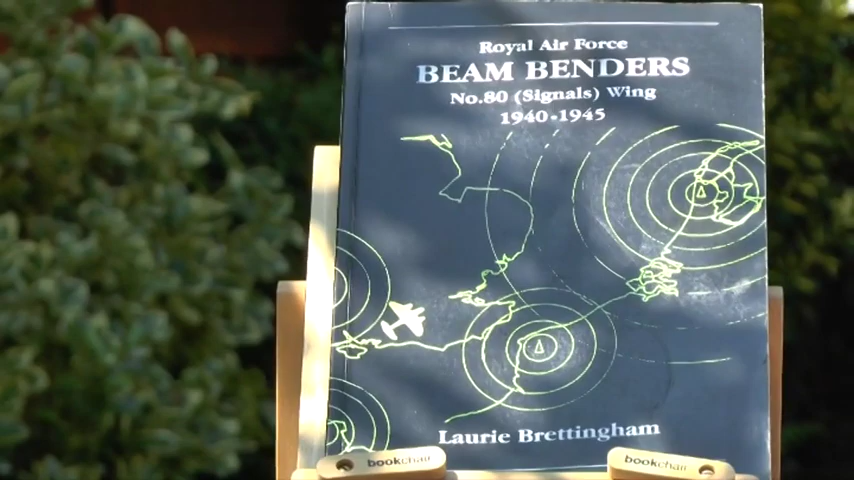 Royal Air Force
BEAM BENDERS
No.80 (Signals) Wing
1940•1945
Laurie Brettingham
bookchair
bookchair